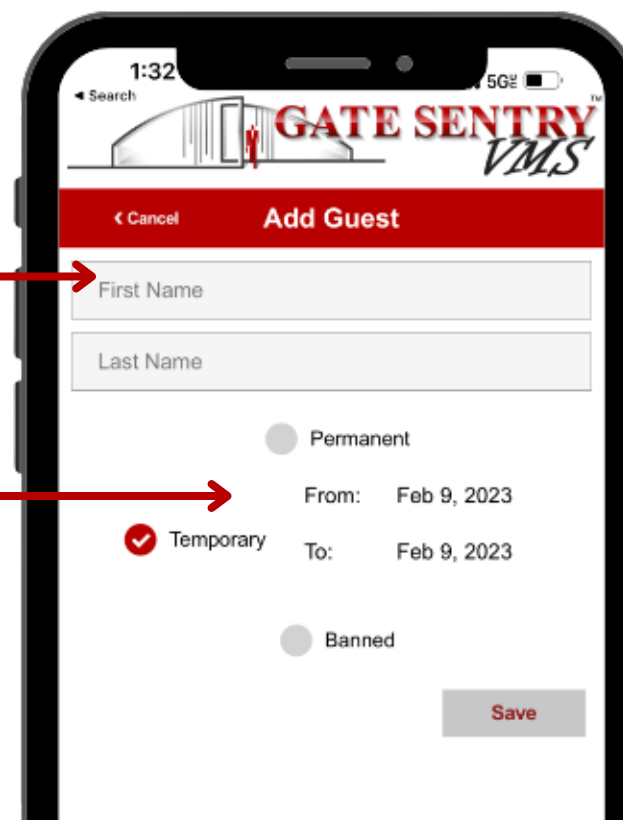 1:32
5GE
◄ Search
GATE SENTRY
™
VMS
‹ Cancel
Add Guest
First Name
Last Name
Permanent
From: Feb 9, 2023
Temporary
To: Feb 9, 2023
Banned
Save